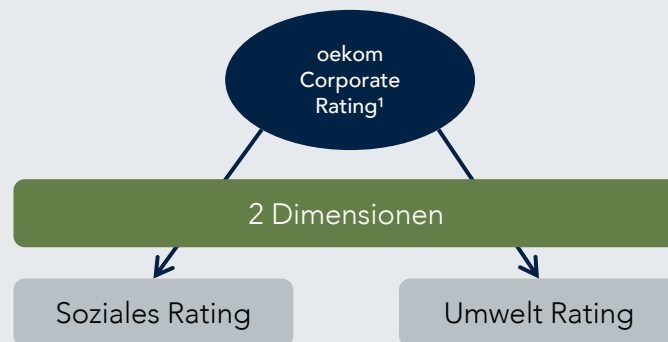 oekom
Corporate
Rating¹
2 Dimensionen
Soziales Rating
Umwelt Rating